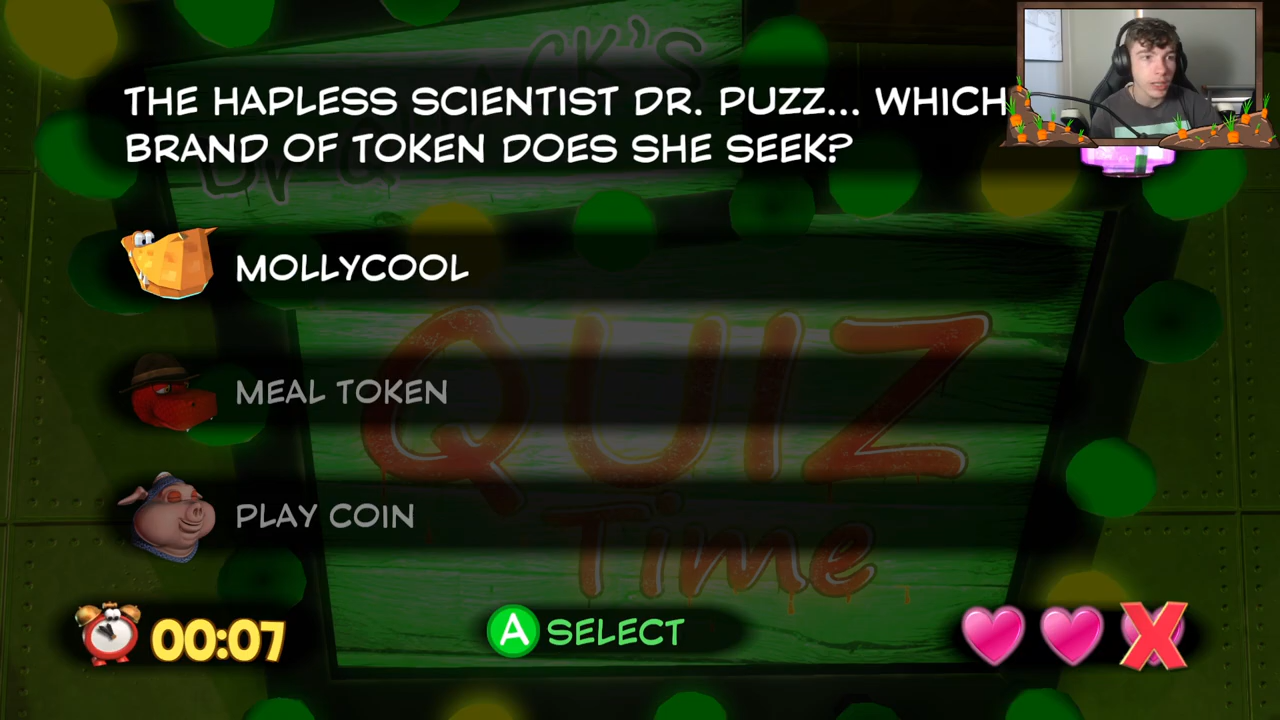 THE HAPLESS SCIENTIST DR. PUZZ... WHICH
BRAND OF TOKEN DOES SHE SEEK?
MOLLYCOOL
MEAL TOKEN
PLAY COIN
QUIZ
Time
00:07
A SELECT